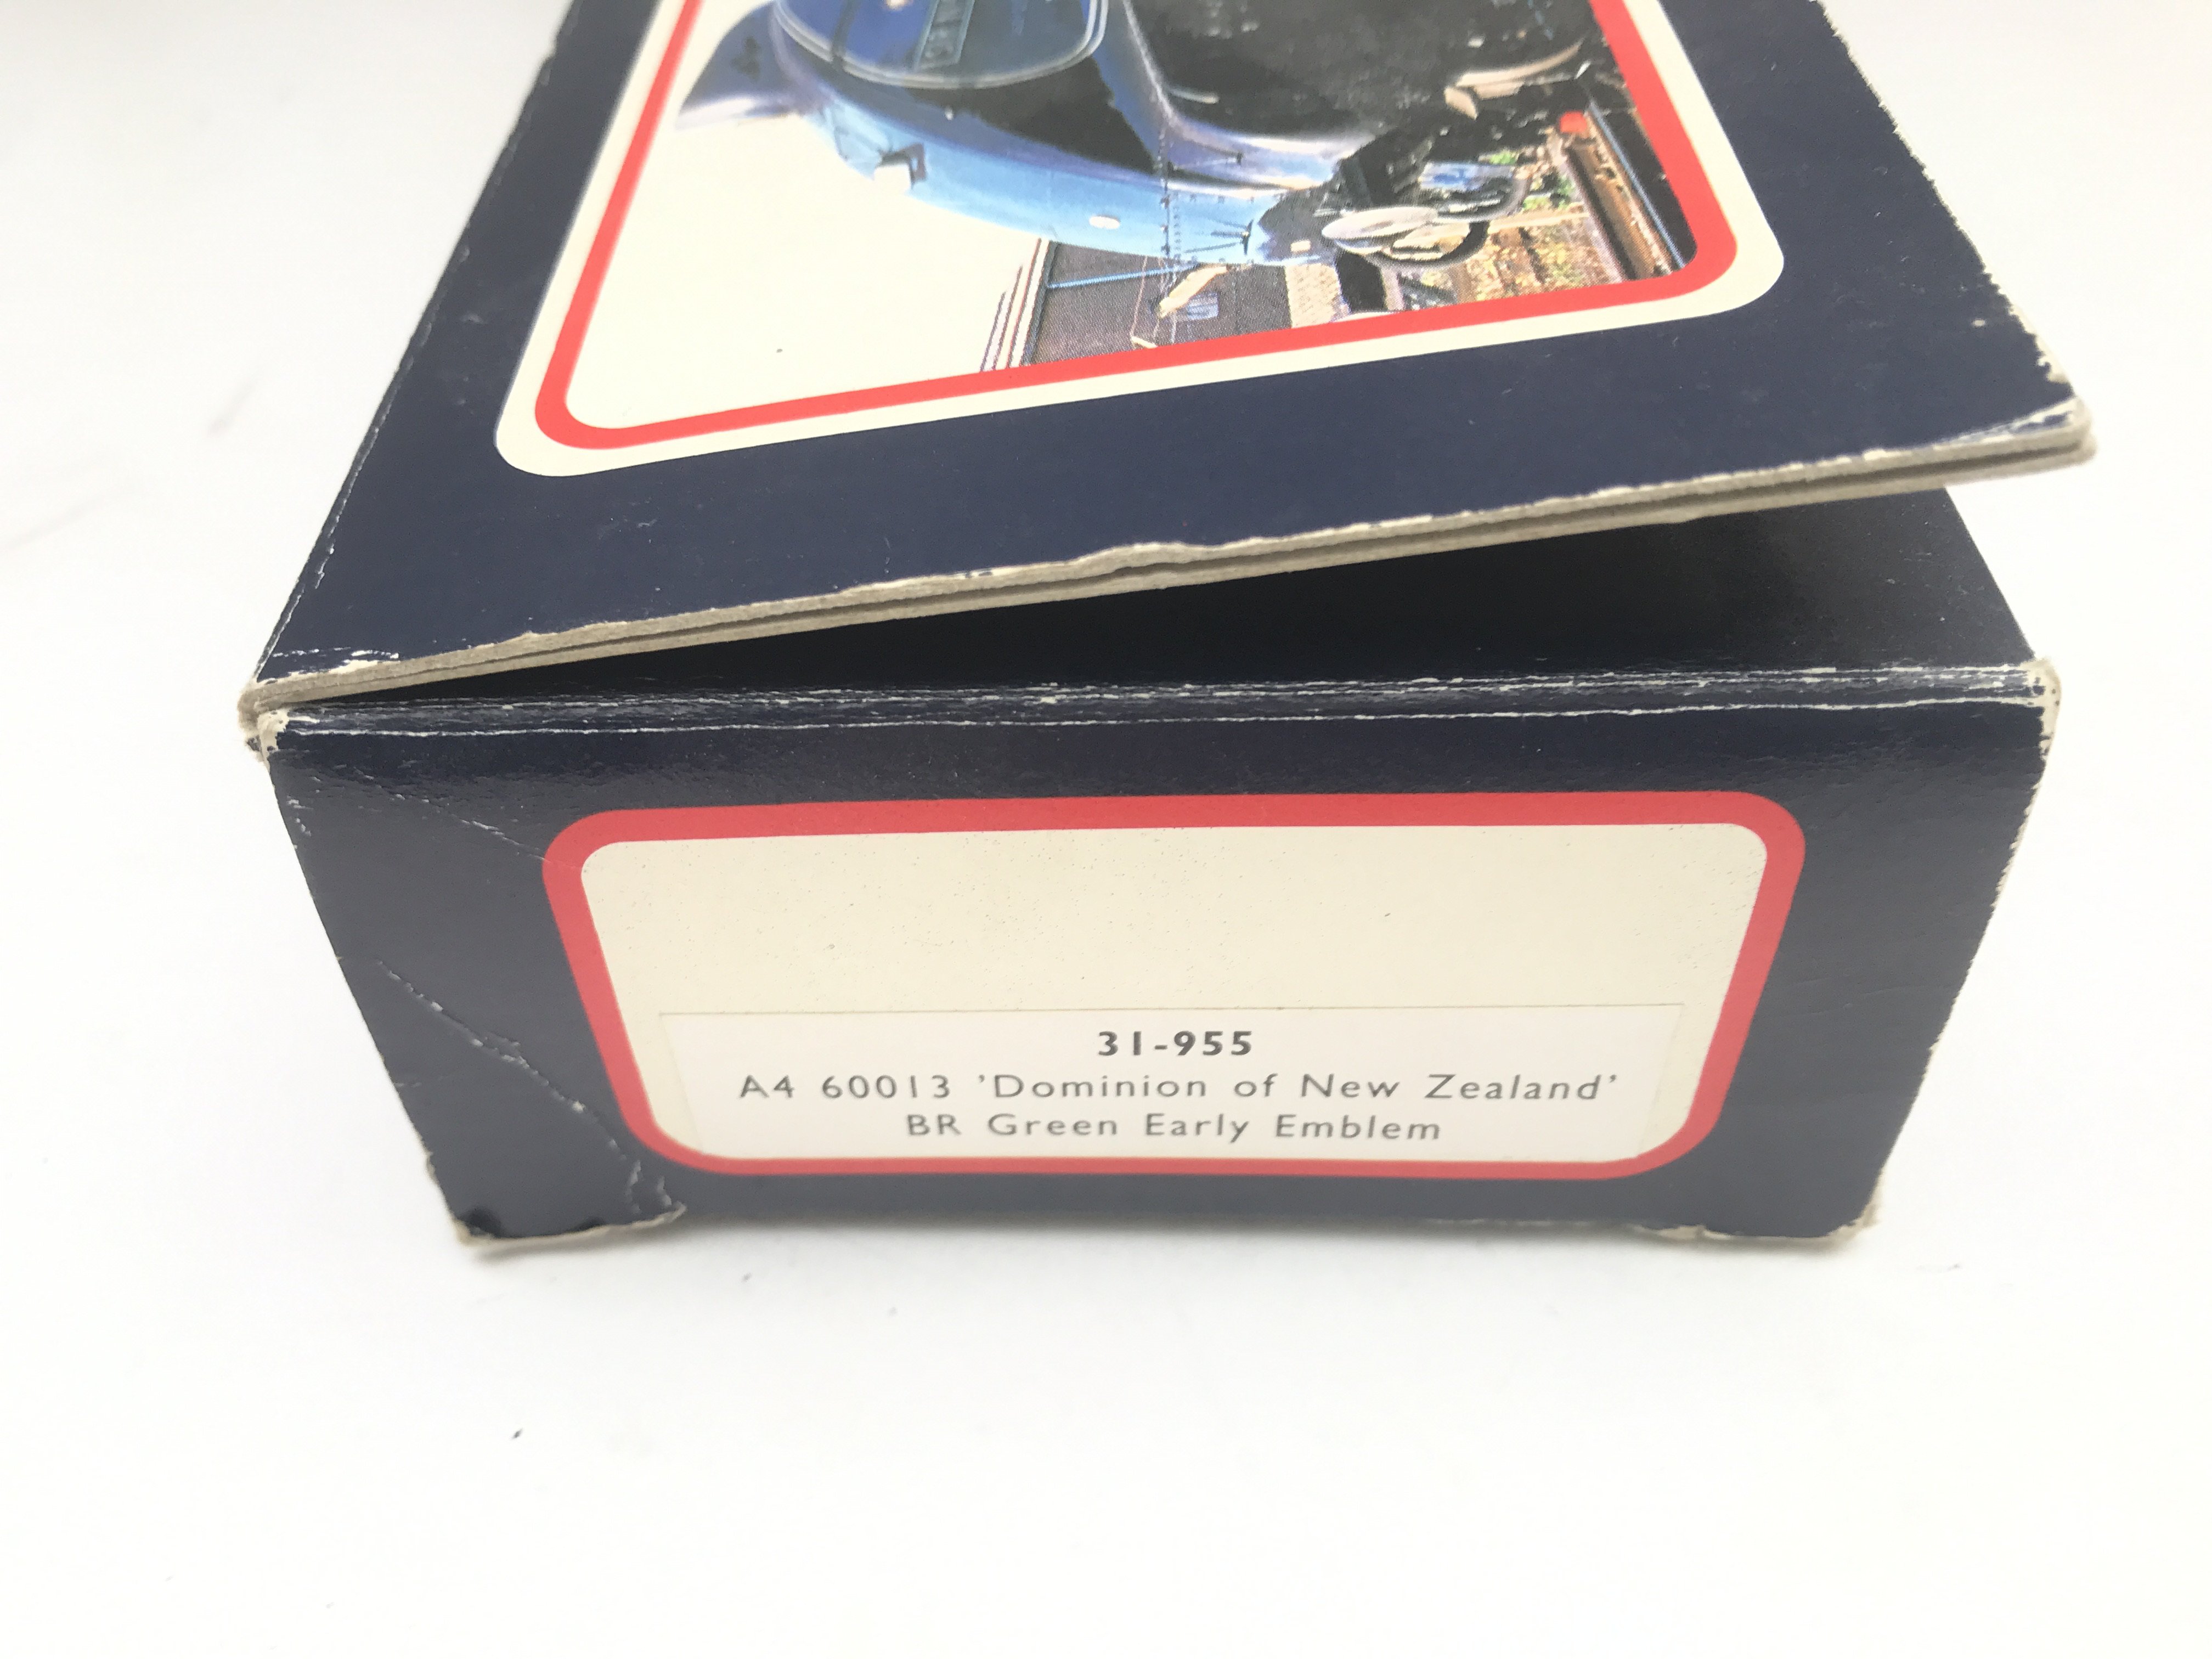 31-955
A4 60013 'Dominion of New Zealand'
BR Green Early Emblem